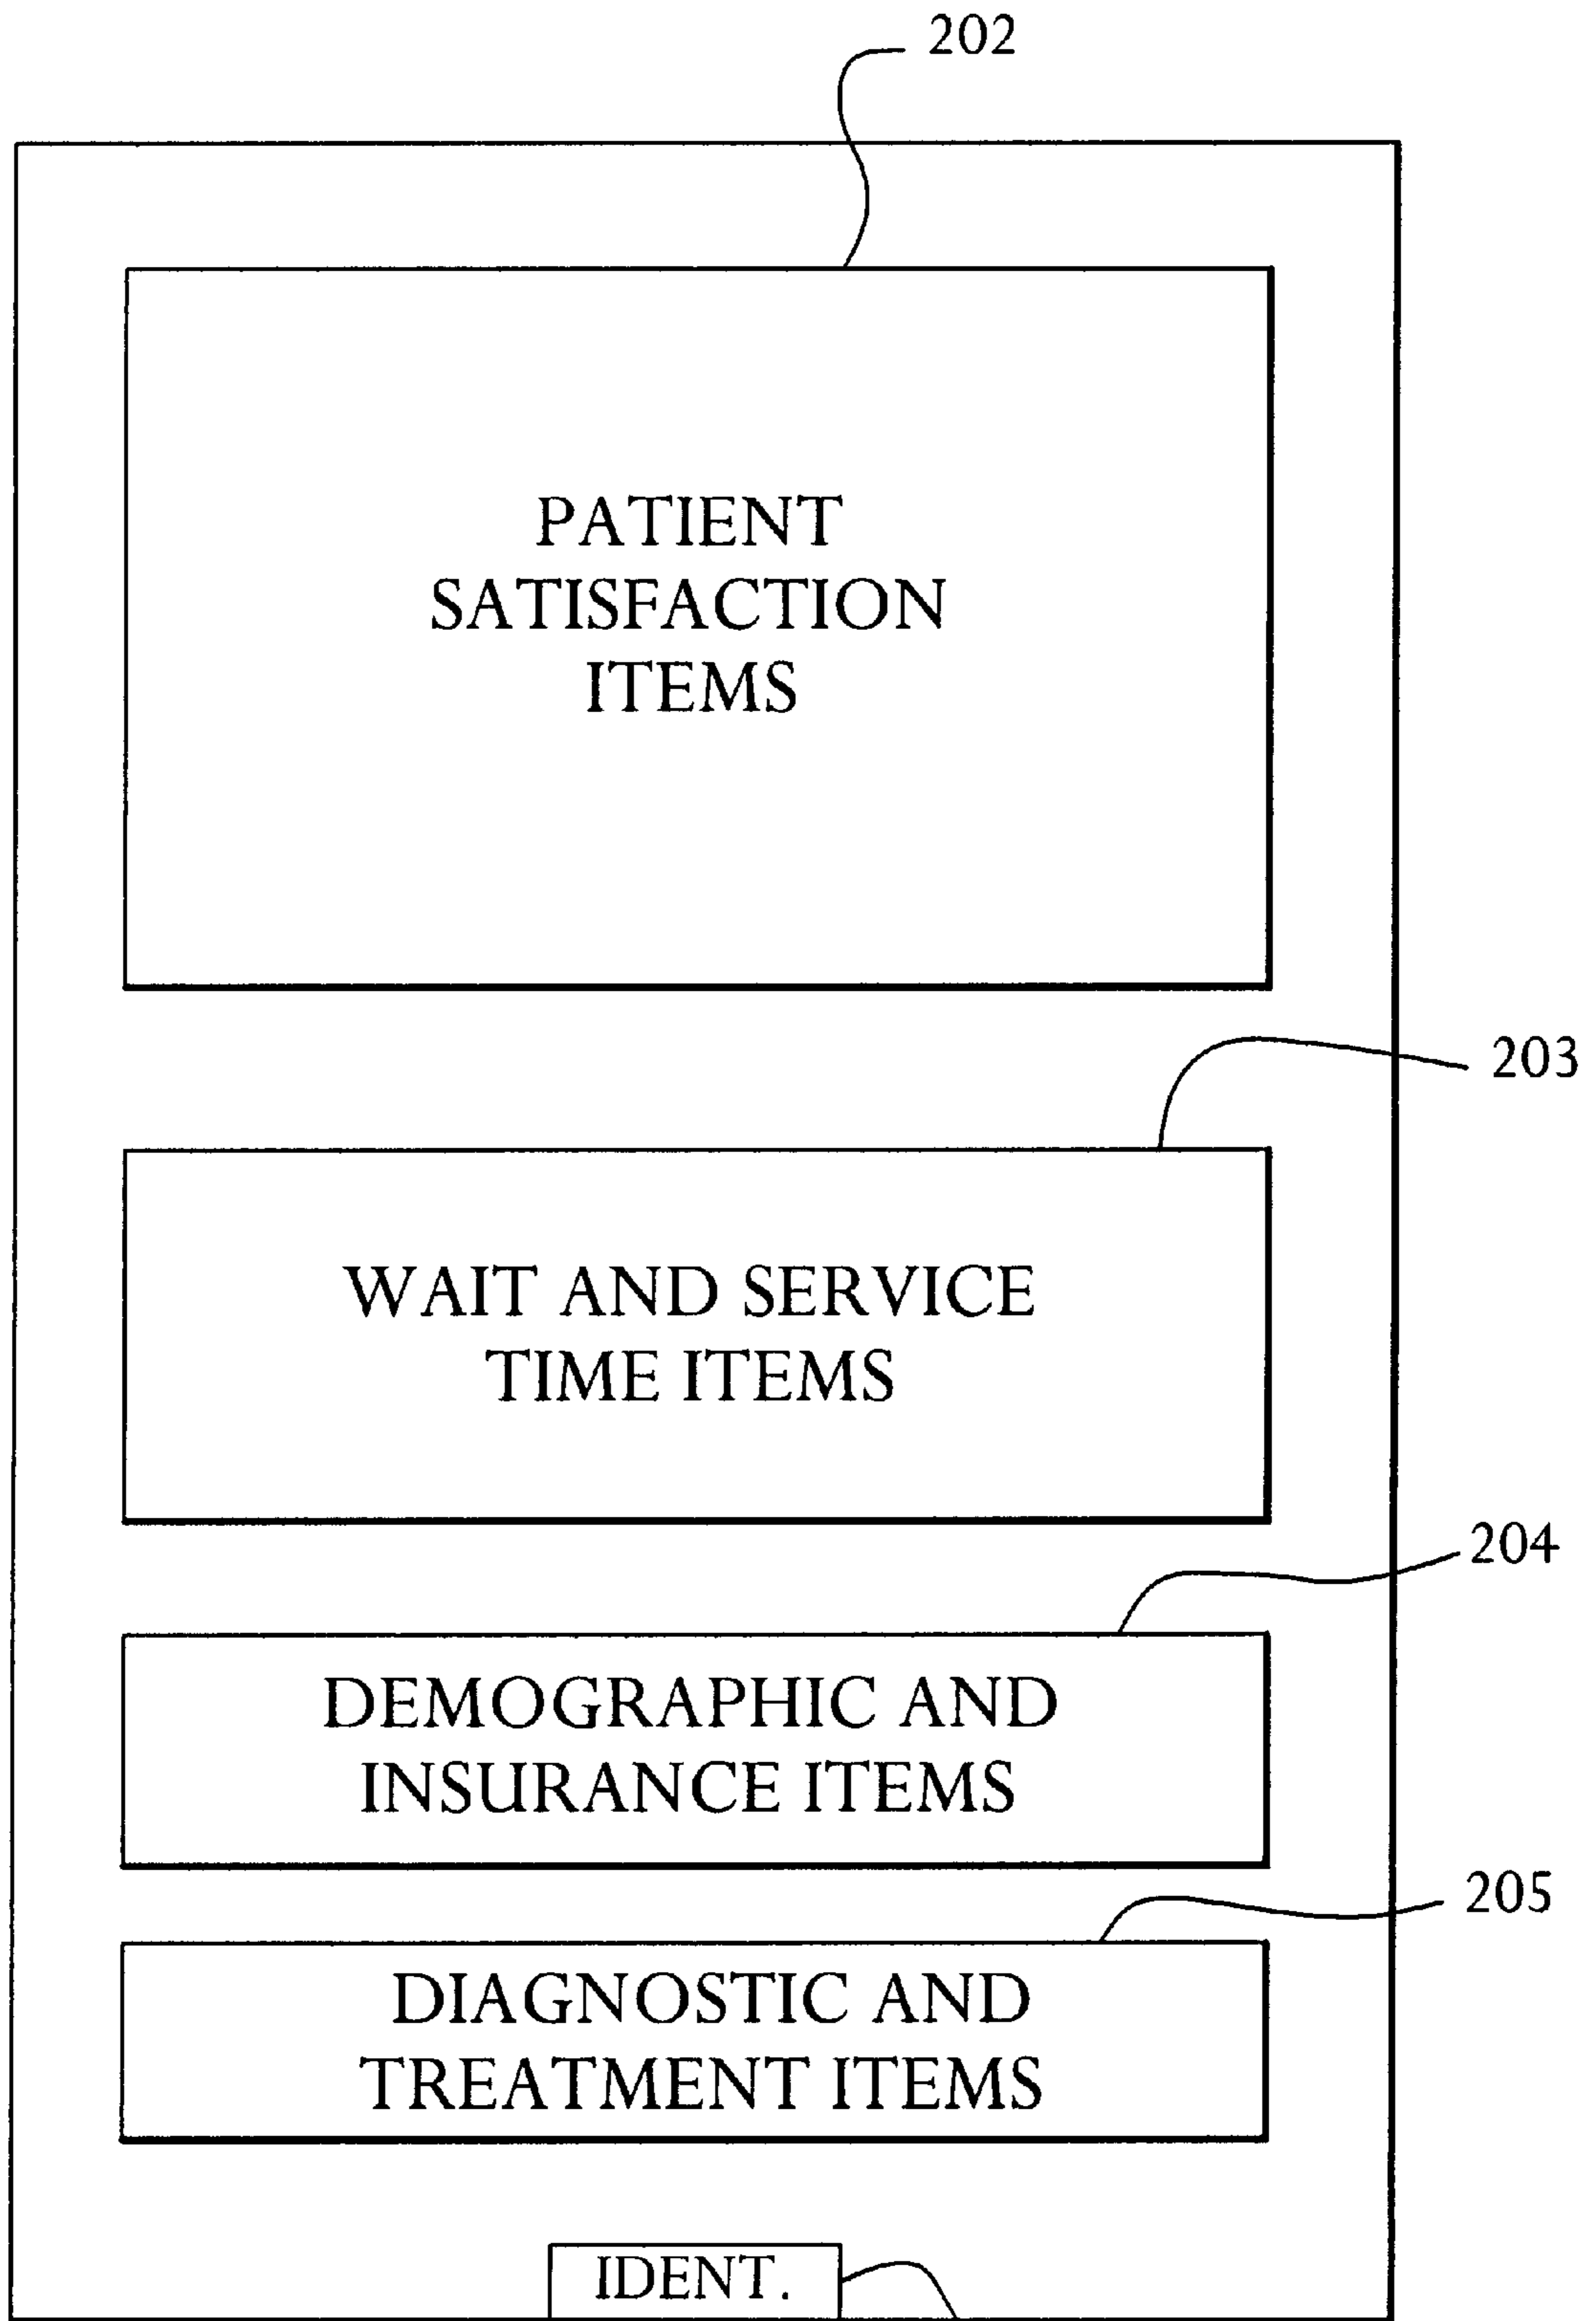 202
PATIENT
SATISFACTION
ITEMS
203
WAIT AND SERVICE
TIME ITEMS
204
DEMOGRAPHIC AND
INSURANCE ITEMS
205
DIAGNOSTIC AND
TREATMENT ITEMS
IDENT.